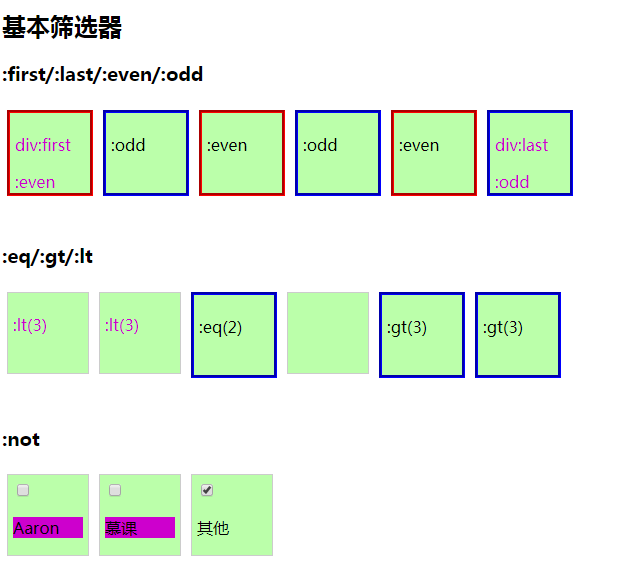 基本筛选器
:first/:last/:even/:odd
div:first :odd :even :odd :even div:last
:even :odd
:eq/:gt/:lt
:lt(3) :lt(3) :eq(2) :gt(3) :gt(3)
:not
Aaron 慕课 其他